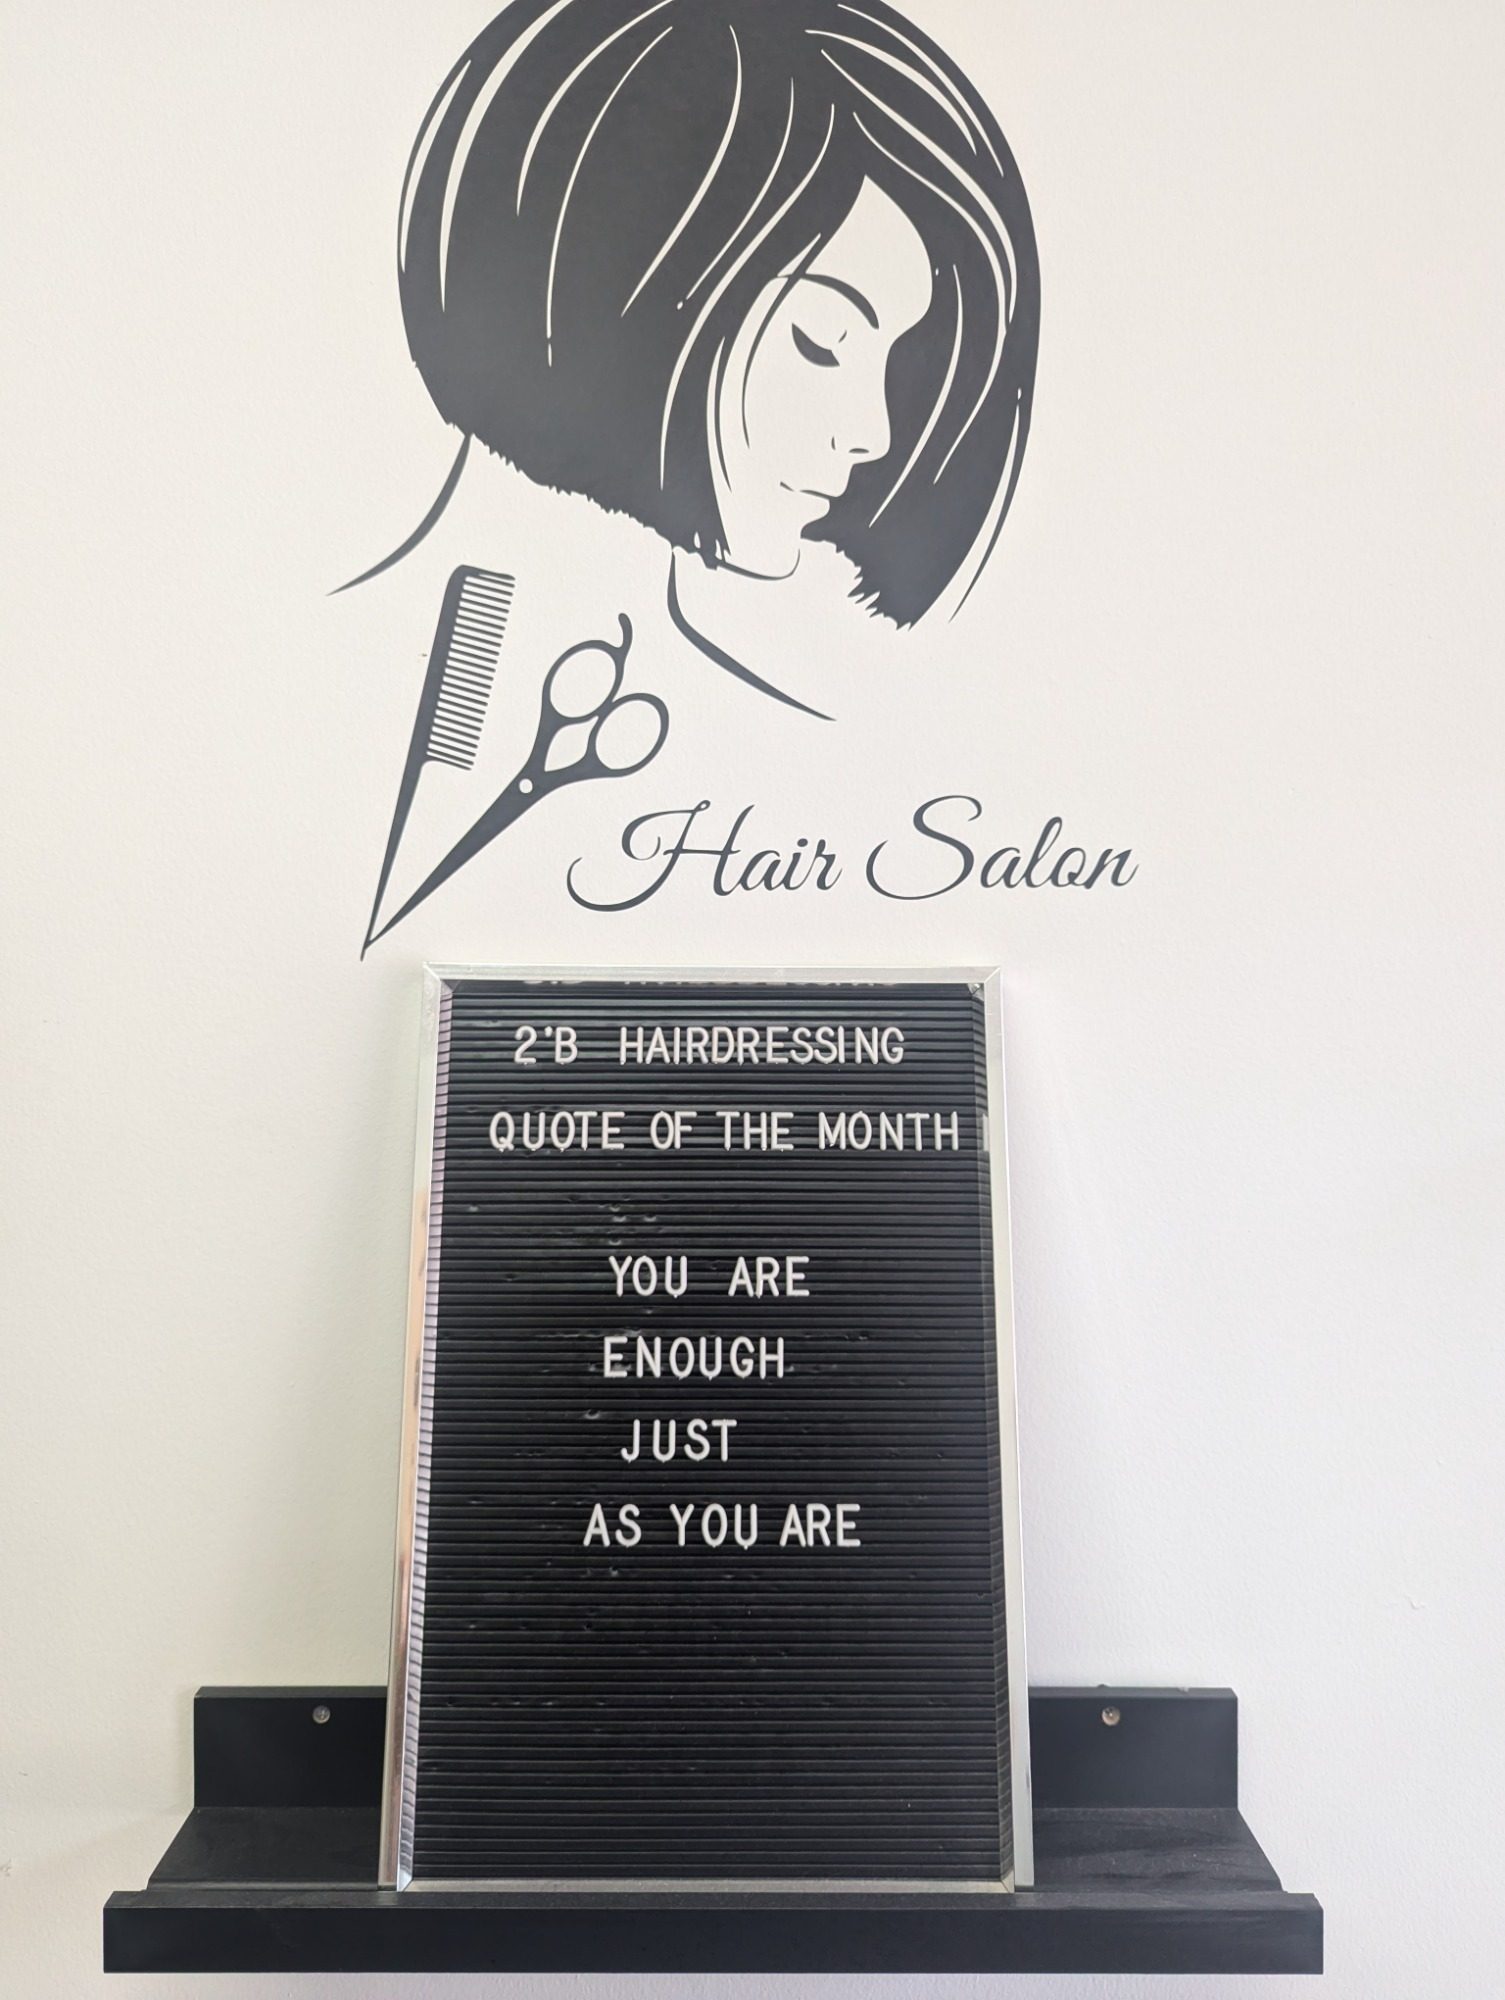 Hair Salon
2'B HAIRDRESSING
QUOTE OF THE MONTH
YOU ARE
ENOUGH
JUST
AS YOU ARE